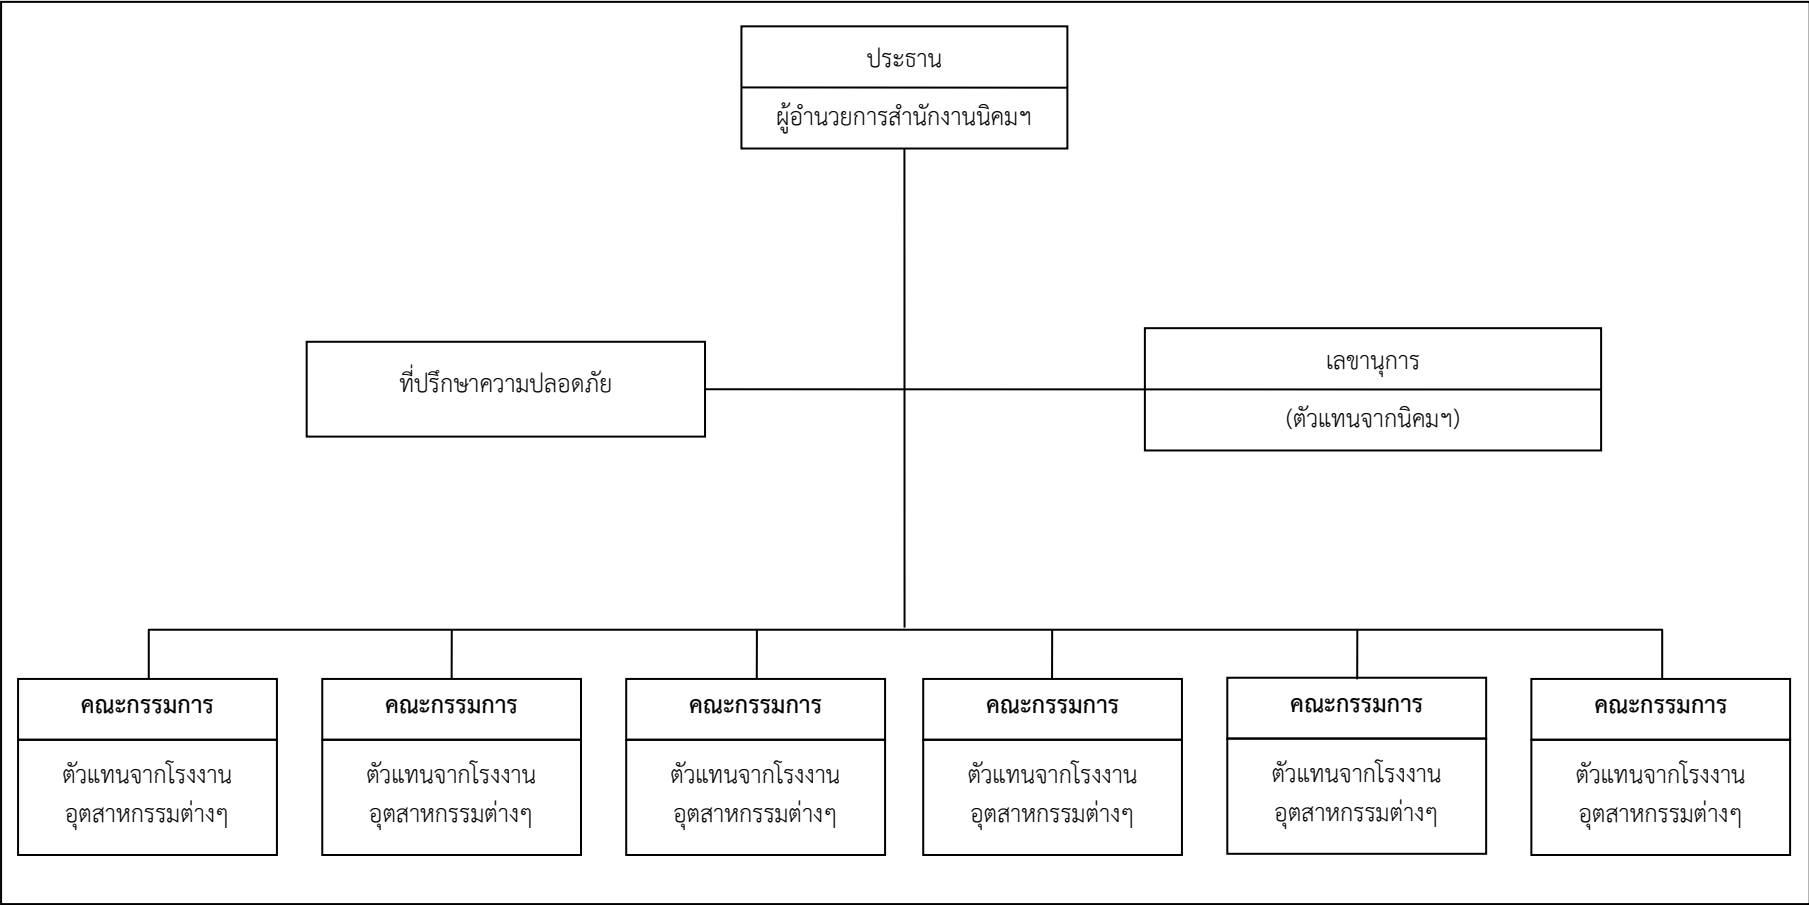 ประธาน
ผู้อำนวยการสำนักงานนิคมฯ
ที่ปรึกษาความปลอดภัย
เลขานุการ
(ตัวแทนจากนิคมฯ)
คณะกรรมการ
ตัวแทนจากโรงงาน
อุตสาหกรรมต่างๆ
คณะกรรมการ
ตัวแทนจากโรงงาน
อุตสาหกรรมต่างๆ
คณะกรรมการ
ตัวแทนจากโรงงาน
อุตสาหกรรมต่างๆ
คณะกรรมการ
ตัวแทนจากโรงงาน
อุตสาหกรรมต่างๆ
คณะกรรมการ
ตัวแทนจากโรงงาน
อุตสาหกรรมต่างๆ
คณะกรรมการ
ตัวแทนจากโรงงาน
อุตสาหกรรมต่างๆ